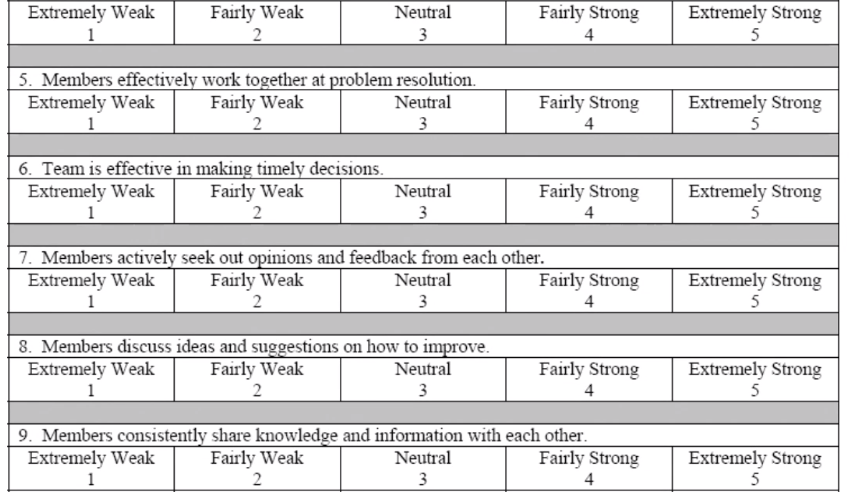 Extremely Weak Fairly Weak Neutral Fairly Strong Extremely Strong
1 2 3 4 5
5. Members effectively work together at problem resolution.
Extremely Weak Fairly Weak Neutral Fairly Strong Extremely Strong
1 2 3 4 5
6. Team is effective in making timely decisions.
Extremely Weak Fairly Weak Neutral Fairly Strong Extremely Strong
1 2 3 4 5
7. Members actively seek out opinions and feedback from each other.
Extremely Weak Fairly Weak Neutral Fairly Strong Extremely Strong
1 2 3 4 5
8. Members discuss ideas and suggestions on how to improve.
Extremely Weak Fairly Weak Neutral Fairly Strong Extremely Strong
1 2 3 4 5
9. Members consistently share knowledge and information with each other.
Extremely Weak Fairly Weak Neutral Fairly Strong Extremely Strong
1 2 3 4 5